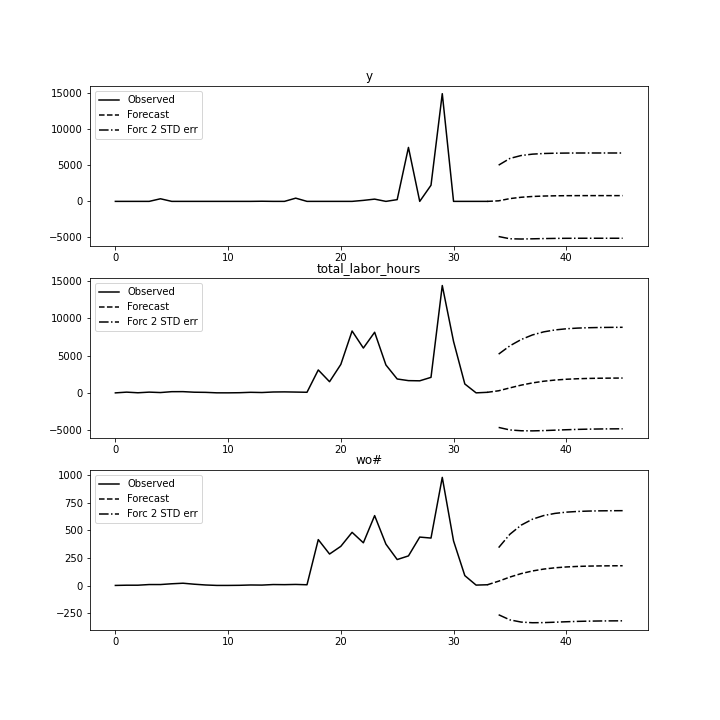 y
15000
10000
5000
0
−5000
Observed
Forecast
Forc 2 STD err
0 10 20 30 40
total_labor_hours
15000
10000
5000
0
−5000
Observed
Forecast
Forc 2 STD err
0 10 20 30 40
wo#
1000
750
500
250
0
−250
Observed
Forecast
Forc 2 STD err
0 10 20 30 40